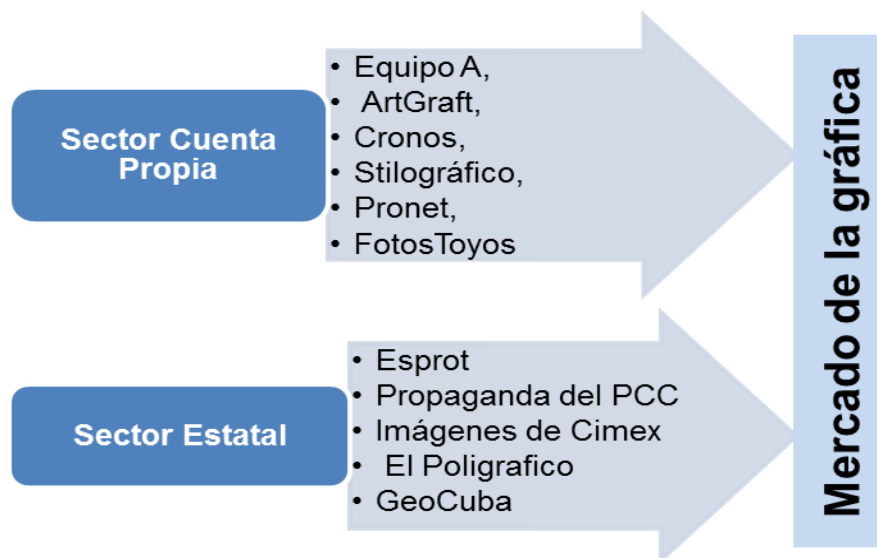 Sector Cuenta
Propia
• Equipo A,
• ArtGraft,
• Cronos,
• Stilográfico,
• Pronet,
• FotosToyos
Sector Estatal
• Esprot
• Propaganda del PCC
• Imágenes de Cimex
• El Poligrafico
• GeoCuba
Mercado de la gráfica